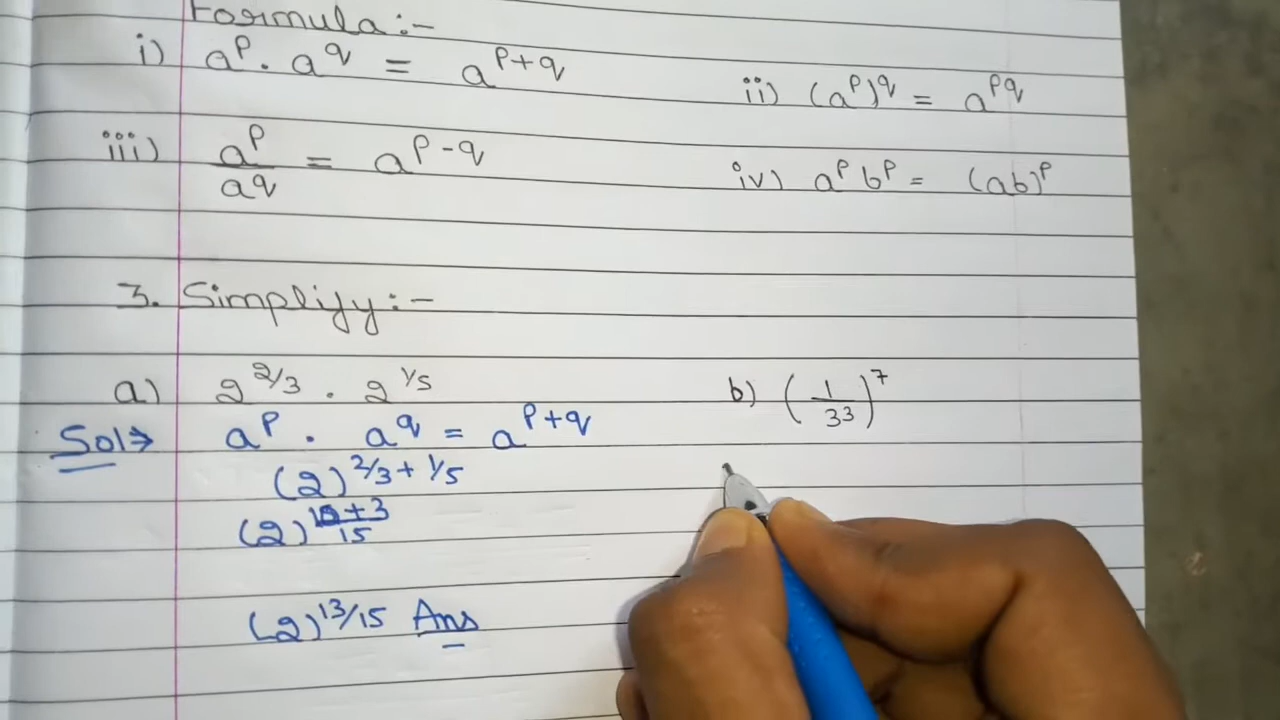 Formula :-
i) a^p . a^q = a^{p+q}
ii) (a^p)^q = a^{pq}
iii) a^p/a^q = a^{p-q}
iv) a^p b^p = (ab)^p
3. Simplify :-
a) 2^{2/3} . 2^{1/5}
b) (1/3^3)^7
Sol⇒ a^p . a^q = a^{p+q}
(2)^{2/3 + 1/5}
(2)^{10+3/15}
(2)^{13/15} Ans